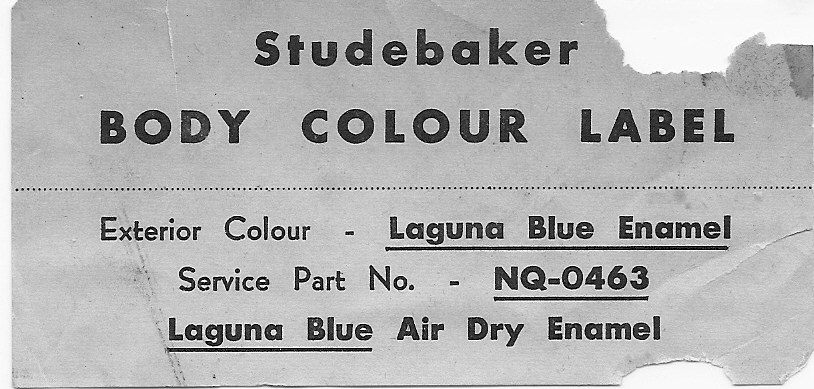 Studebaker
BODY COLOUR LABEL
Exterior Colour - Laguna Blue Enamel
Service Part No. - NQ-0463
Laguna Blue Air Dry Enamel